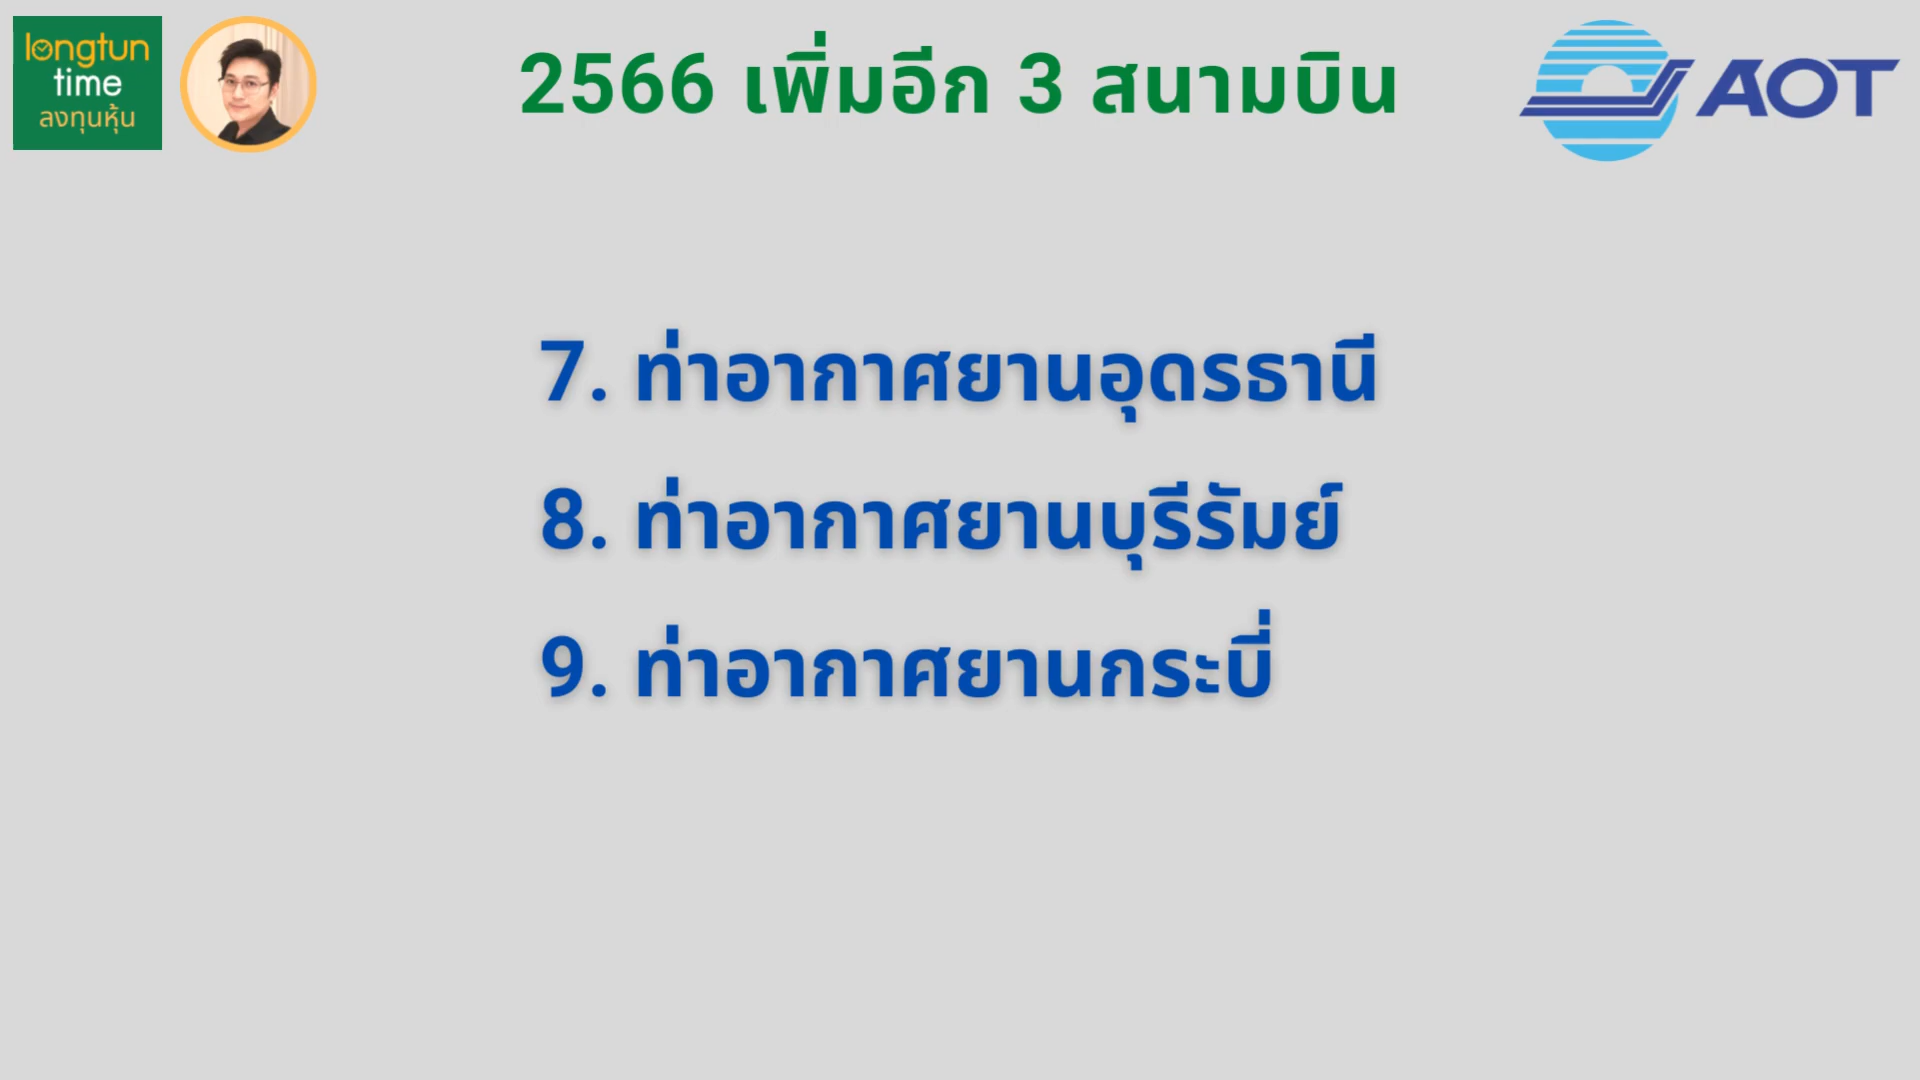 longtun
time
ลงทุนหุ้น
2566 เพิ่มอีก 3 สนามบิน
AOT
7. ท่าอากาศยานอุดรธานี
8. ท่าอากาศยานบุรีรัมย์
9. ท่าอากาศยานกระบี่